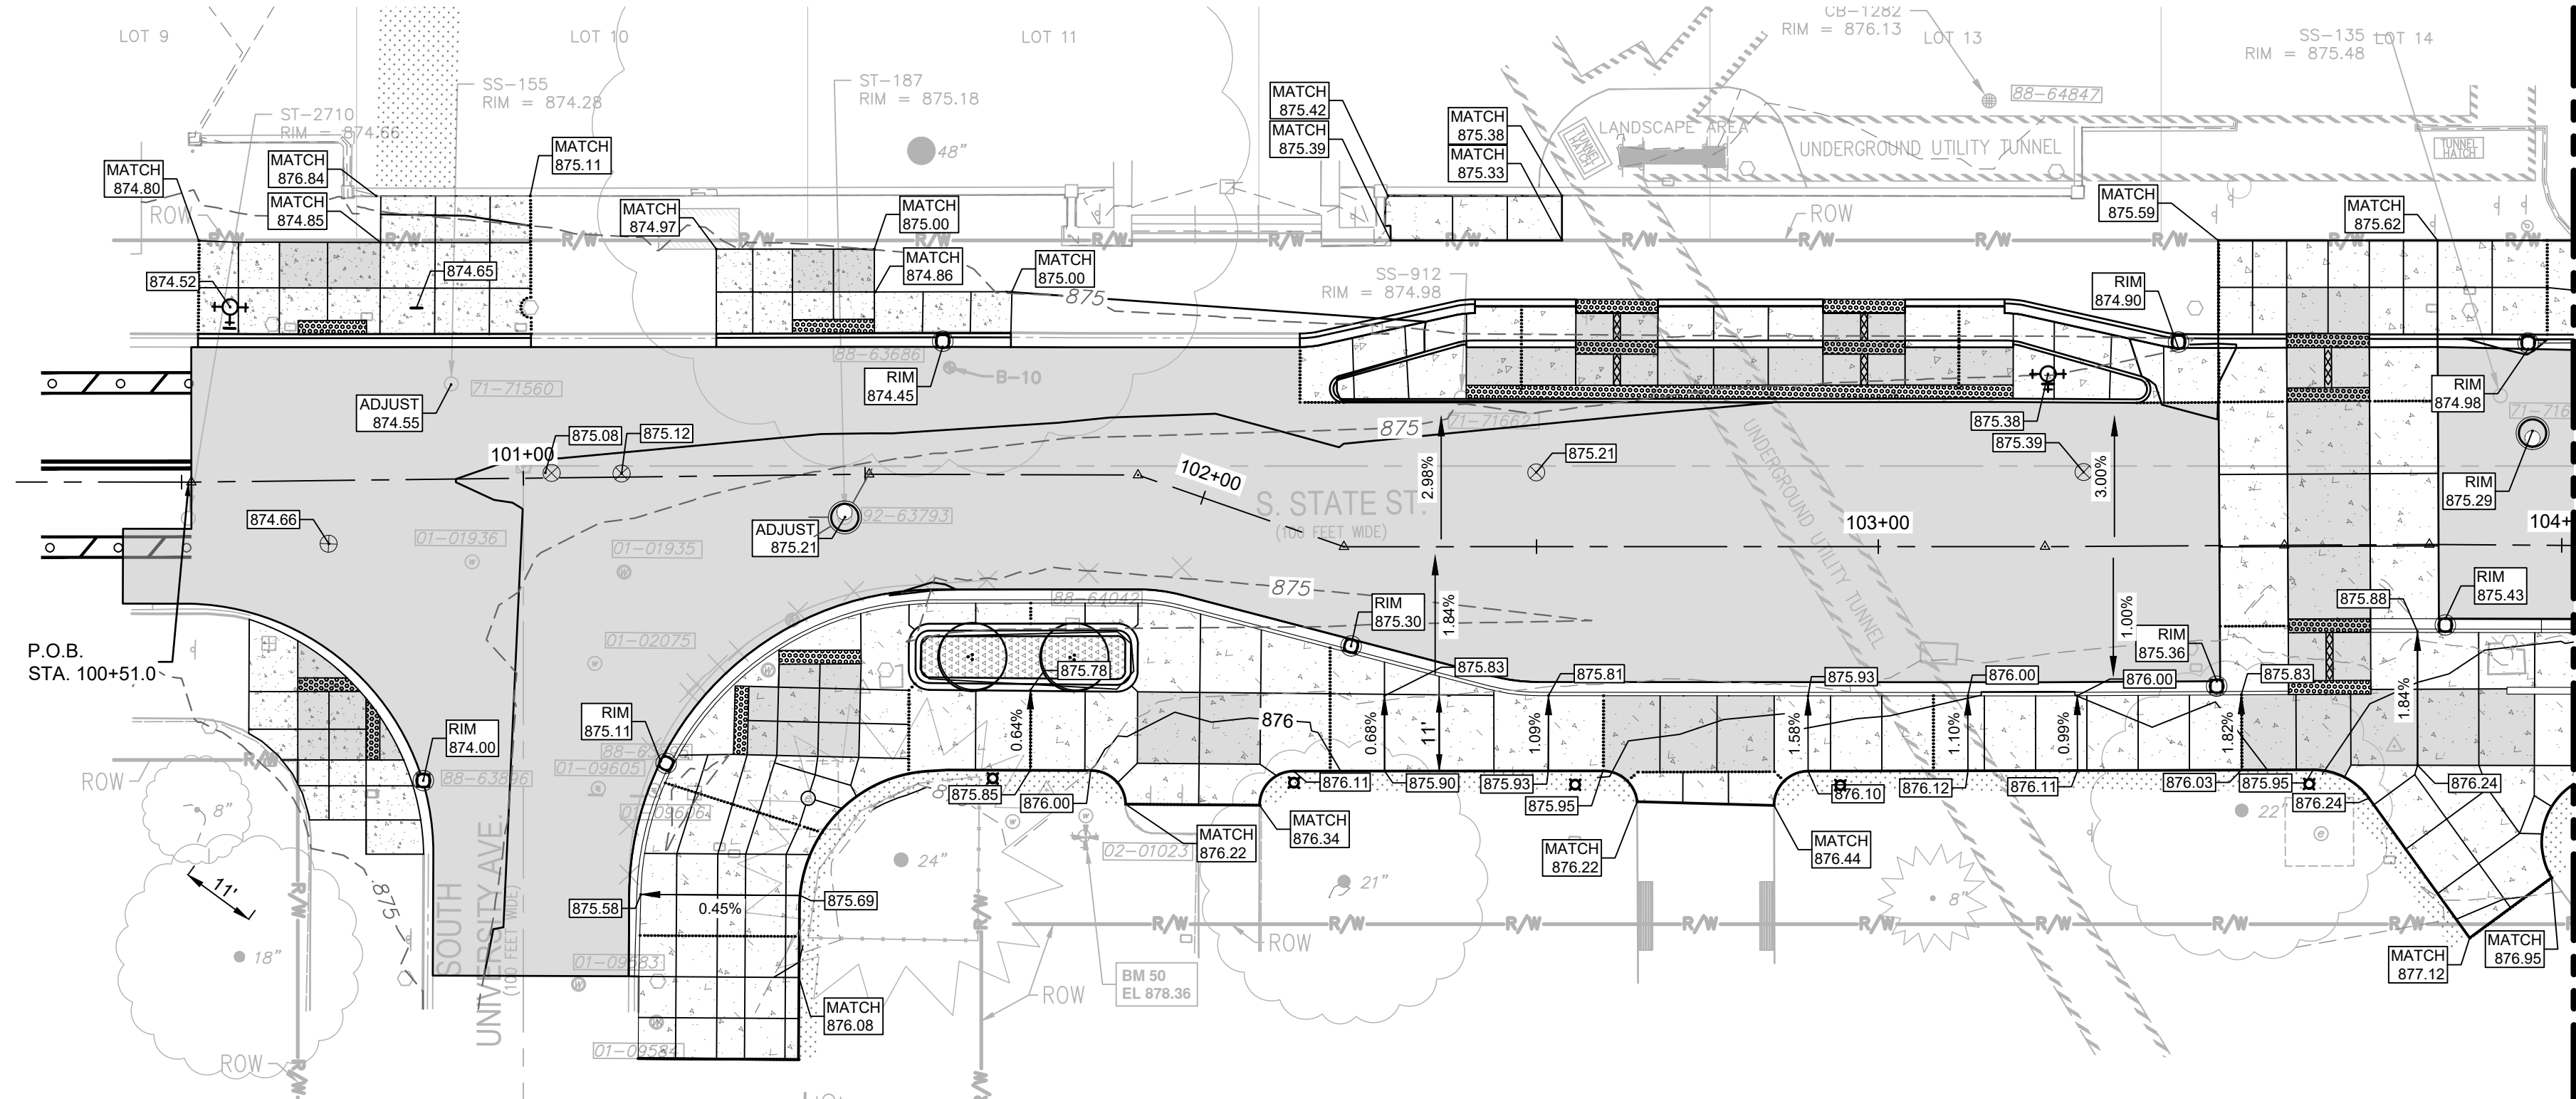 LOT 9
LOT 10
LOT 11
CB-1282
RIM = 876.13
LOT 13
SS-135
RIM = 875.48
LOT 14
SS-155
RIM = 874.28
ST-187
RIM = 875.18
ST-2710
RIM = 874.66
88-64847
MATCH
875.42
MATCH
875.39
MATCH
875.38
MATCH
875.33
LANDSCAPE AREA
TUNNEL
HATCH
UNDERGROUND UTILITY TUNNEL
TUNNEL
HATCH
48"
MATCH
874.80
MATCH
876.84
MATCH
874.85
MATCH
875.11
MATCH
874.97
MATCH
875.00
MATCH
874.86
MATCH
875.00
MATCH
875.59
MATCH
875.62
ROW
ROW
R/W
R/W
R/W
R/W
R/W
R/W
R/W
R/W
R/W
R/W
R/W
R/W
R/W
R/W
874.52
874.65
875
SS-912
RIM = 874.98
RIM
874.90
88-63686
B-10
RIM
874.45
71-71560
ADJUST
874.55
RIM
874.98
875.08
875.12
101+00
875
71-71662
875.38
875.39
875.21
102+00
2.98%
3.00%
S. STATE ST.
(100 FEET WIDE)
UNDERGROUND UTILITY TUNNEL
RIM
875.29
103+00
104+
874.66
92-63793
ADJUST
875.21
01-01936
01-01935
875
88-64042
RIM
875.30
1.84%
1.00%
875.88
RIM
875.43
P.O.B.
STA. 100+51.0
01-02075
875.78
875.83
875.81
875.93
876.00
876.00
RIM
875.36
875.83
RIM
874.00
RIM
875.11
0.64%
876
0.68%
11'
1.09%
1.58%
1.10%
0.99%
1.82%
1.84%
ROW
R/W
88-63896
01-09605
875.85
876.00
876.11
875.90
875.93
875.95
876.10
876.12
876.11
876.03
875.95
876.24
876.24
8"
01-09606
24"
02-01023
MATCH
876.22
MATCH
876.34
MATCH
876.22
MATCH
876.44
22"
11'
875
875.58
0.45%
875.69
21"
8"
R/W
R/W
R/W
R/W
R/W
R/W
R/W
R/W
R/W
R/W
18"
SOUTH
UNIVERSITY AVE.
(100 FEET WIDE)
01-09583
ROW
BM 50
EL 878.36
ROW
MATCH
877.12
MATCH
876.95
MATCH
876.08
01-09584
ROW
R/W
R/W